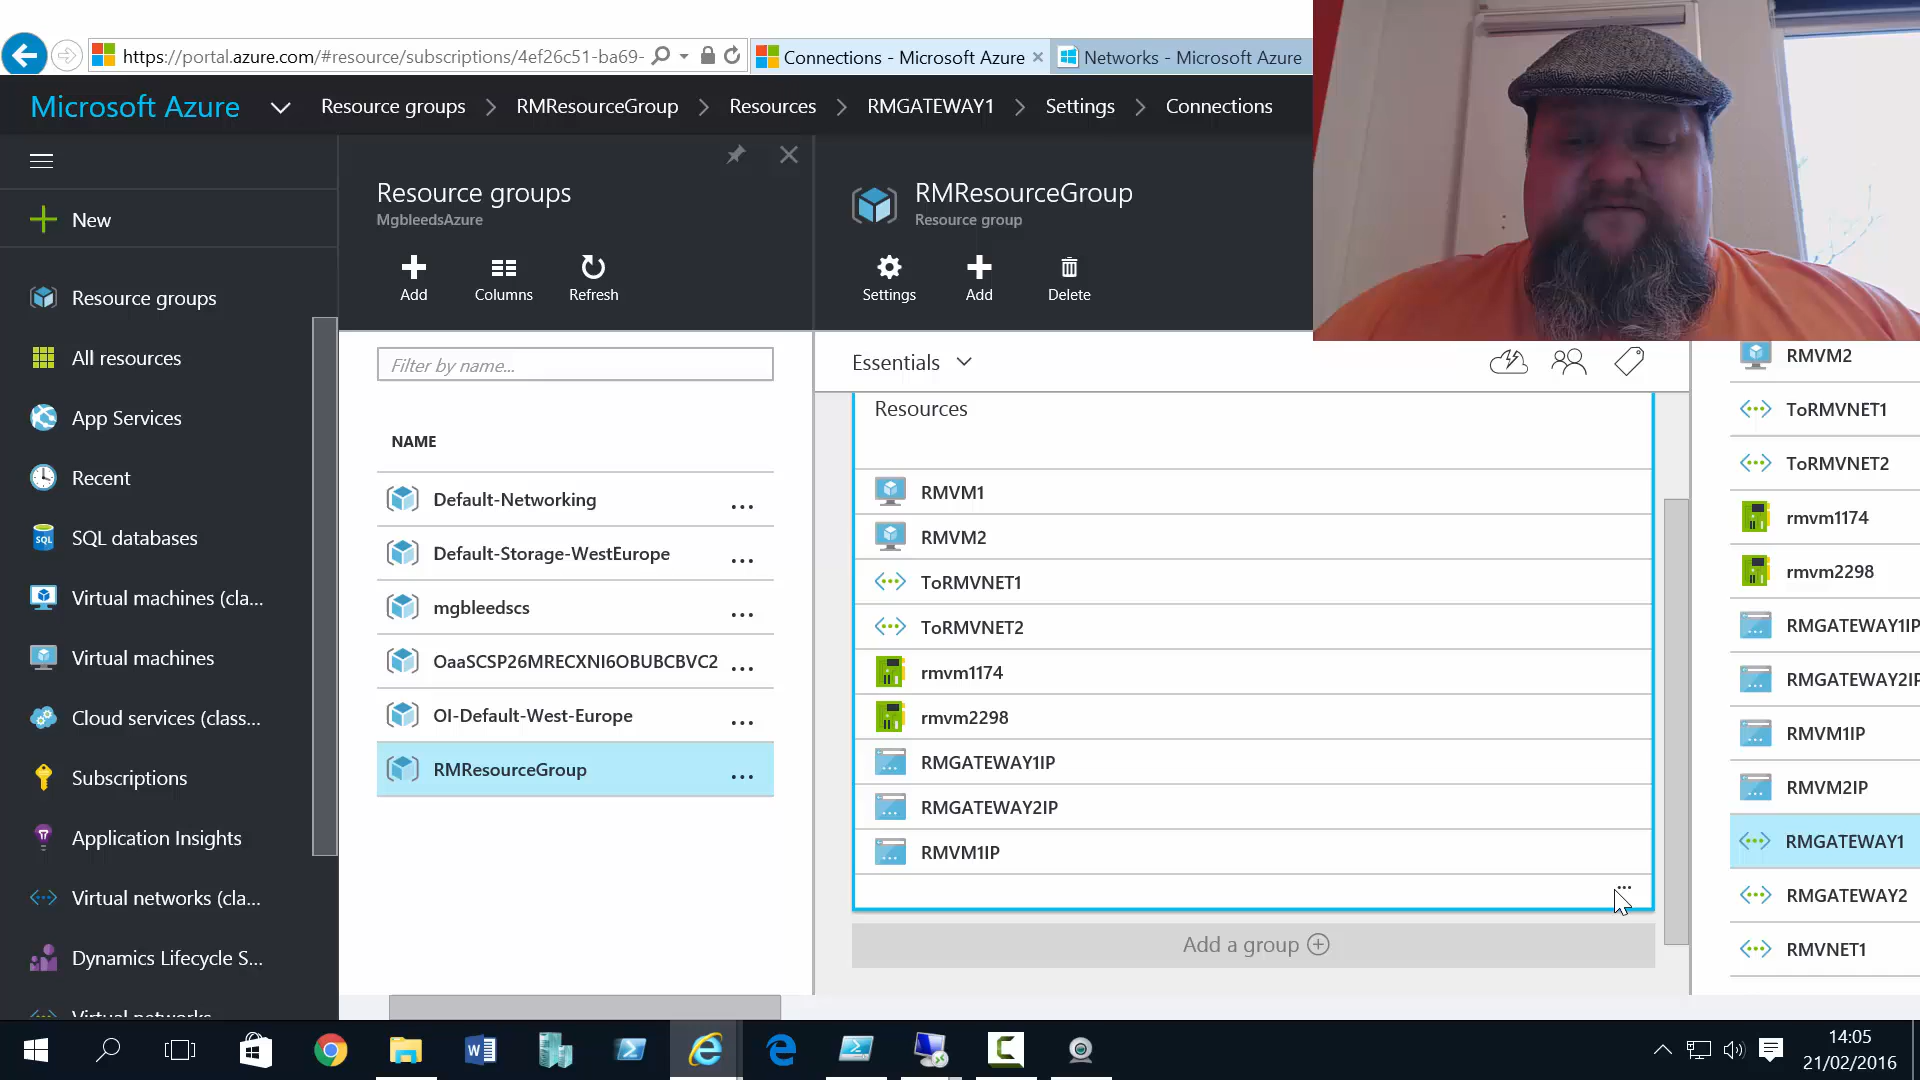 https://portal.azure.com/#resource/subscriptions/4ef26c51-ba69-
Connections - Microsoft Azure
Networks - Microsoft Azure
Microsoft Azure
Resource groups
RMResourceGroup
Resources
RMGATEWAY1
Settings
Connections
New
Resource groups
All resources
App Services
Recent
SQL databases
Virtual machines (cla...
Virtual machines
Cloud services (class...
Subscriptions
Application Insights
Virtual networks (cla...
Dynamics Lifecycle S...
Virtual networks
Resource groups
MgbleedsAzure
Add
Columns
Refresh
Filter by name...
NAME
Default-Networking
...
Default-Storage-WestEurope
...
mgbleedscs
...
OaaSCSP26MRECXNI6OBUBCBVC2
...
OI-Default-West-Europe
...
RMResourceGroup
...
RMResourceGroup
Resource group
Settings
Add
Delete
Essentials
Resources
RMVM1
RMVM2
ToRMVNET1
ToRMVNET2
rmvm1174
rmvm2298
RMGATEWAY1IP
RMGATEWAY2IP
RMVM1IP
...
Add a group
RMVM2
ToRMVNET1
ToRMVNET2
rmvm1174
rmvm2298
RMGATEWAY1IP
RMGATEWAY2IP
RMVM1IP
RMVM2IP
RMGATEWAY1
RMGATEWAY2
RMVNET1
14:05
21/02/2016